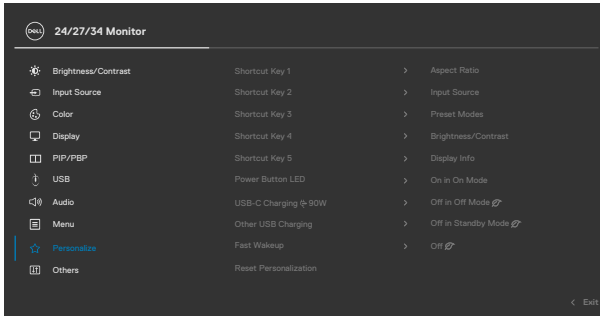 DELL 24/27/34 Monitor
Brightness/Contrast Shortcut Key 1 > Aspect Ratio
Input Source Shortcut Key 2 > Input Source
Color Shortcut Key 3 > Preset Modes
Display Shortcut Key 4 > Brightness/Contrast
PIP/PBP Shortcut Key 5 > Display Info
USB Power Button LED > On in On Mode
Audio USB-C Charging 90W > Off in Off Mode
Menu Other USB Charging > Off in Standby Mode
Personalize Fast Wakeup > Off
Others Reset Personalization
< Exit